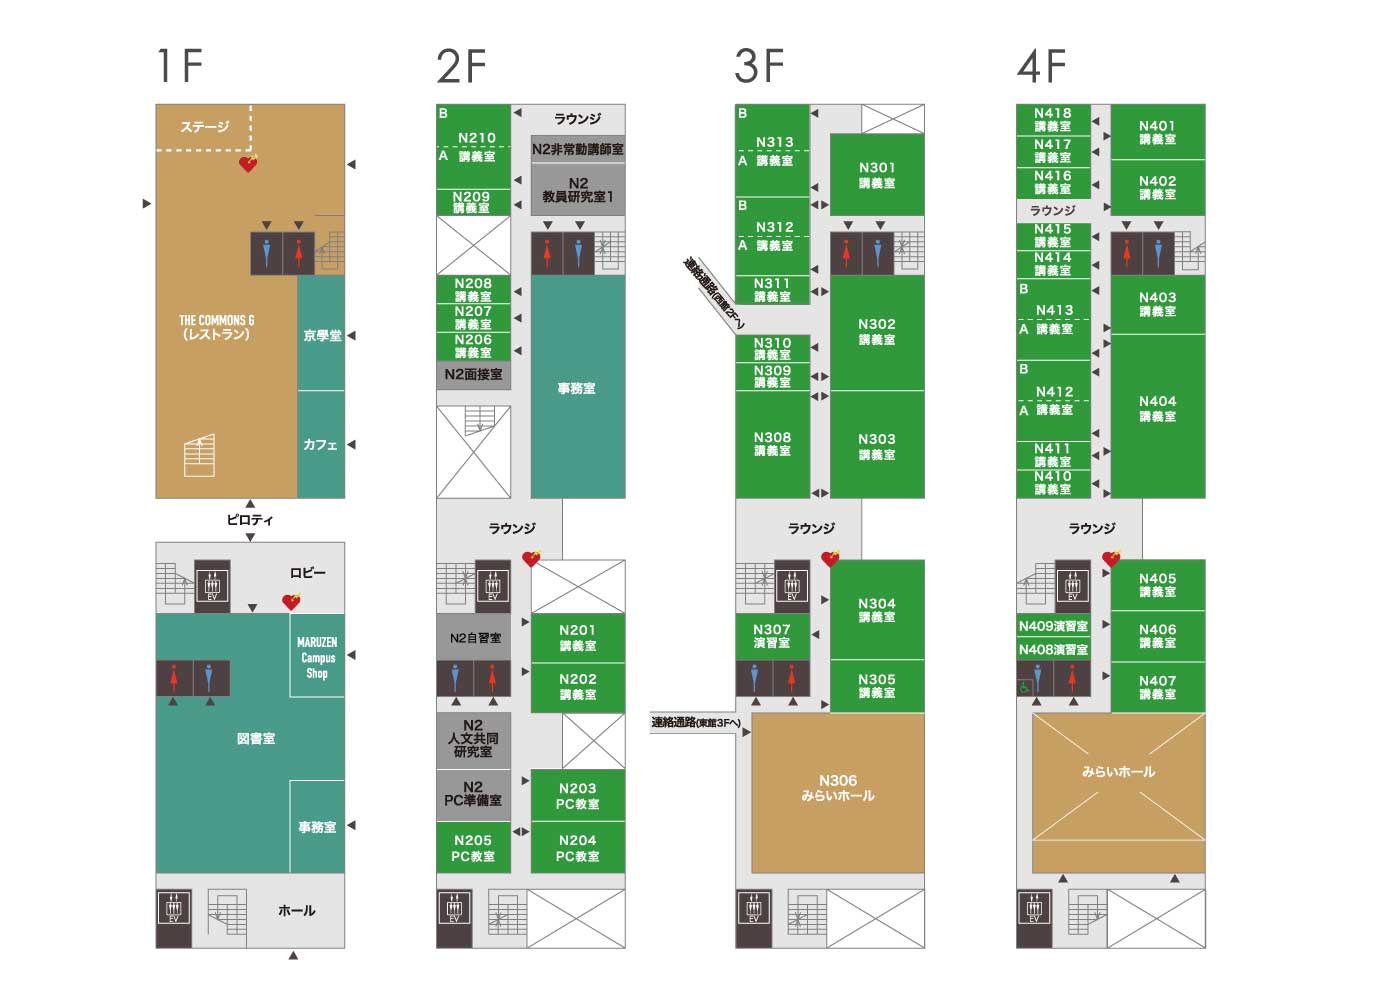 1F
ステージ
THE COMMONS G
(レストラン)
京學堂
カフェ
ピロティ
ロビー
EV
MARUZEN
Campus
Shop
図書室
事務室
EV
ホール
2F
B
N210
A 講義室
N209
講義室
ラウンジ
N2非常勤講師室
N2
教員研究室1
N208
講義室
N207
講義室
N206
講義室
N2面接室
事務室
ラウンジ
EV
N2自習室
N201
講義室
N202
講義室
N2
人文共同
研究室
N2
PC準備室
N203
PC教室
N205
PC教室
N204
PC教室
EV
3F
B
N313
A 講義室
N301
講義室
B
N312
A 講義室
N311
講義室
連絡通路(西館2Fへ)
N302
講義室
N310
講義室
N309
講義室
N308
講義室
N303
講義室
ラウンジ
EV
N304
講義室
N307
演習室
N305
講義室
連絡通路(東館3Fへ)
N306
みらいホール
EV
4F
N418
講義室
N417
講義室
N416
講義室
N401
講義室
N402
講義室
ラウンジ
N415
講義室
N414
講義室
B
N413
A 講義室
N403
講義室
B
N412
A 講義室
N404
講義室
N411
講義室
N410
講義室
ラウンジ
EV
N405
講義室
N409演習室
N408演習室
N406
講義室
N407
講義室
みらいホール
EV